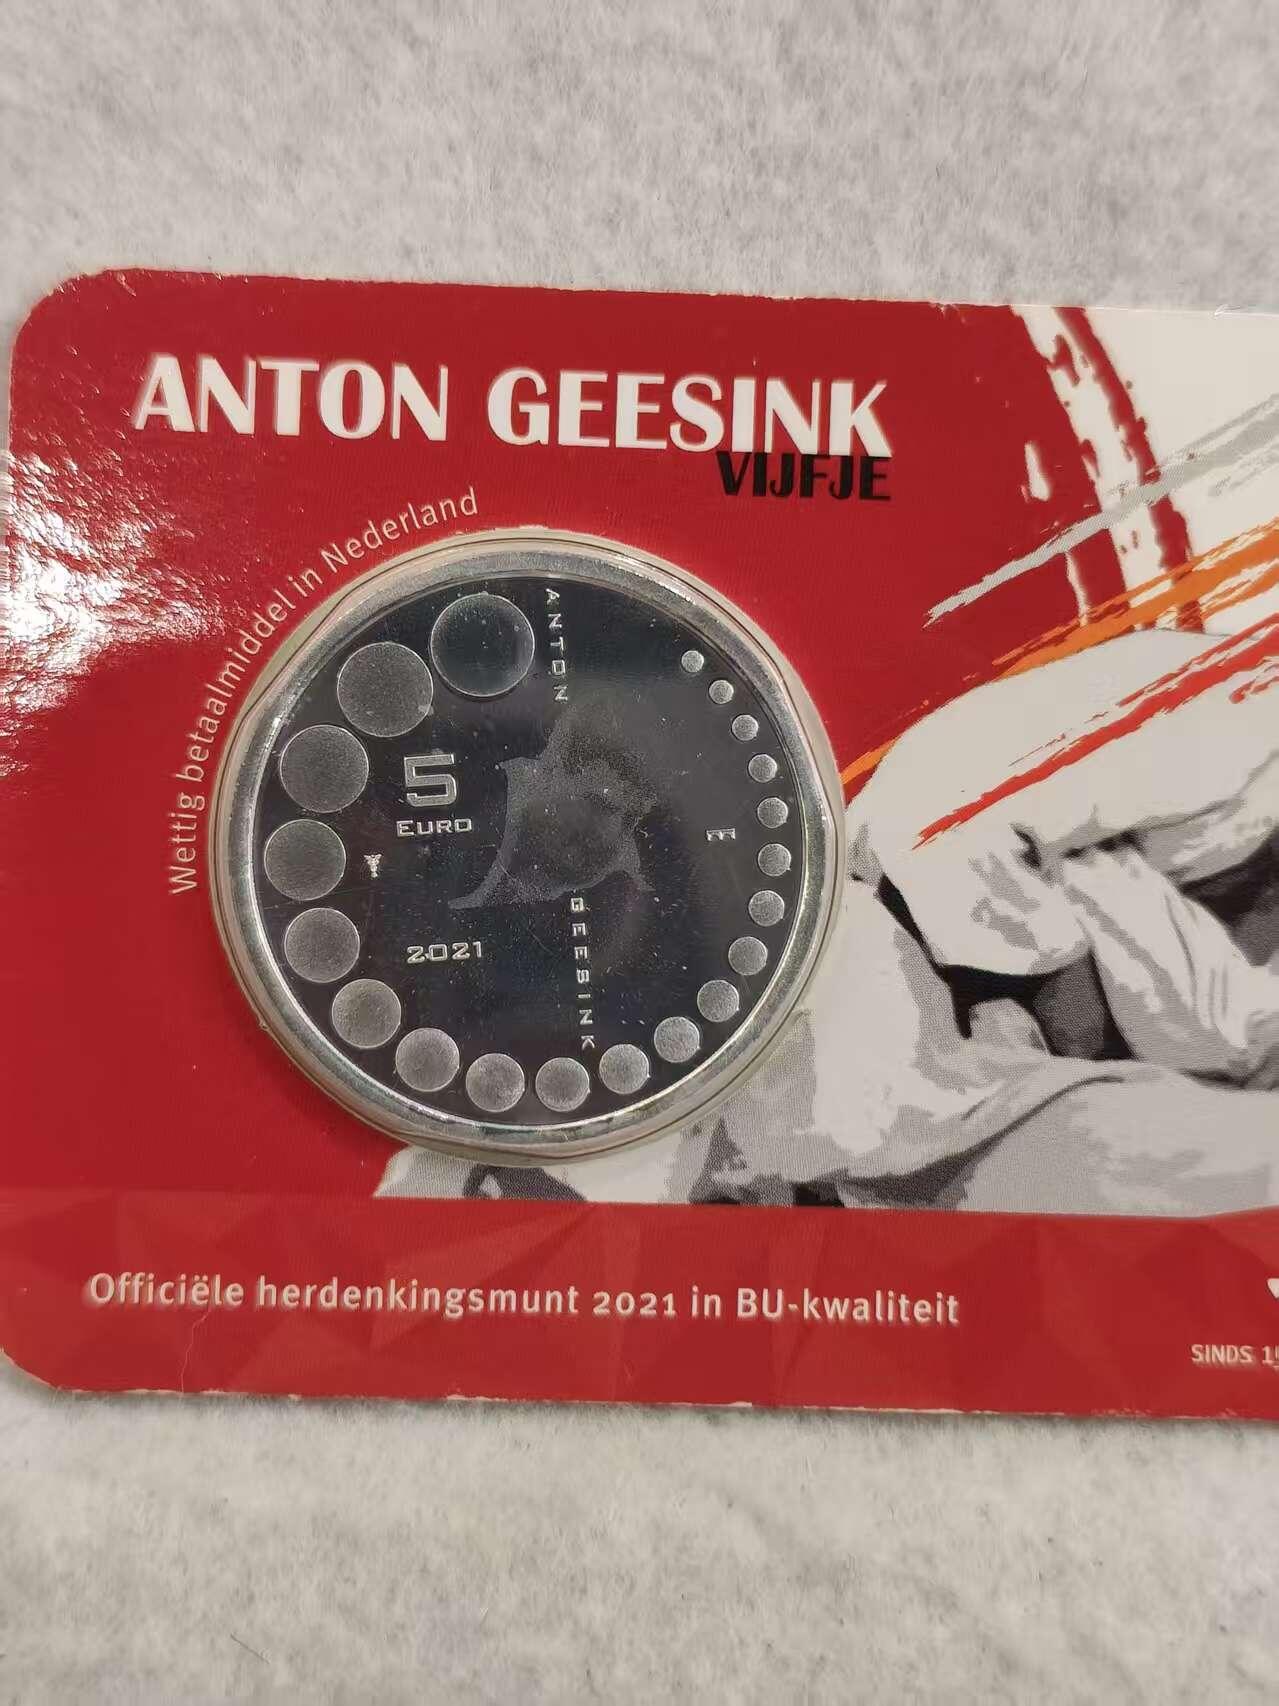 ANTON GEESINK
VIJFJE
Wettig betaalmiddel in Nederland
ANTON
5
EURO
E
2021
GEESINK
Officiële herdenkingsmunt 2021 in BU-kwaliteit
SINDS